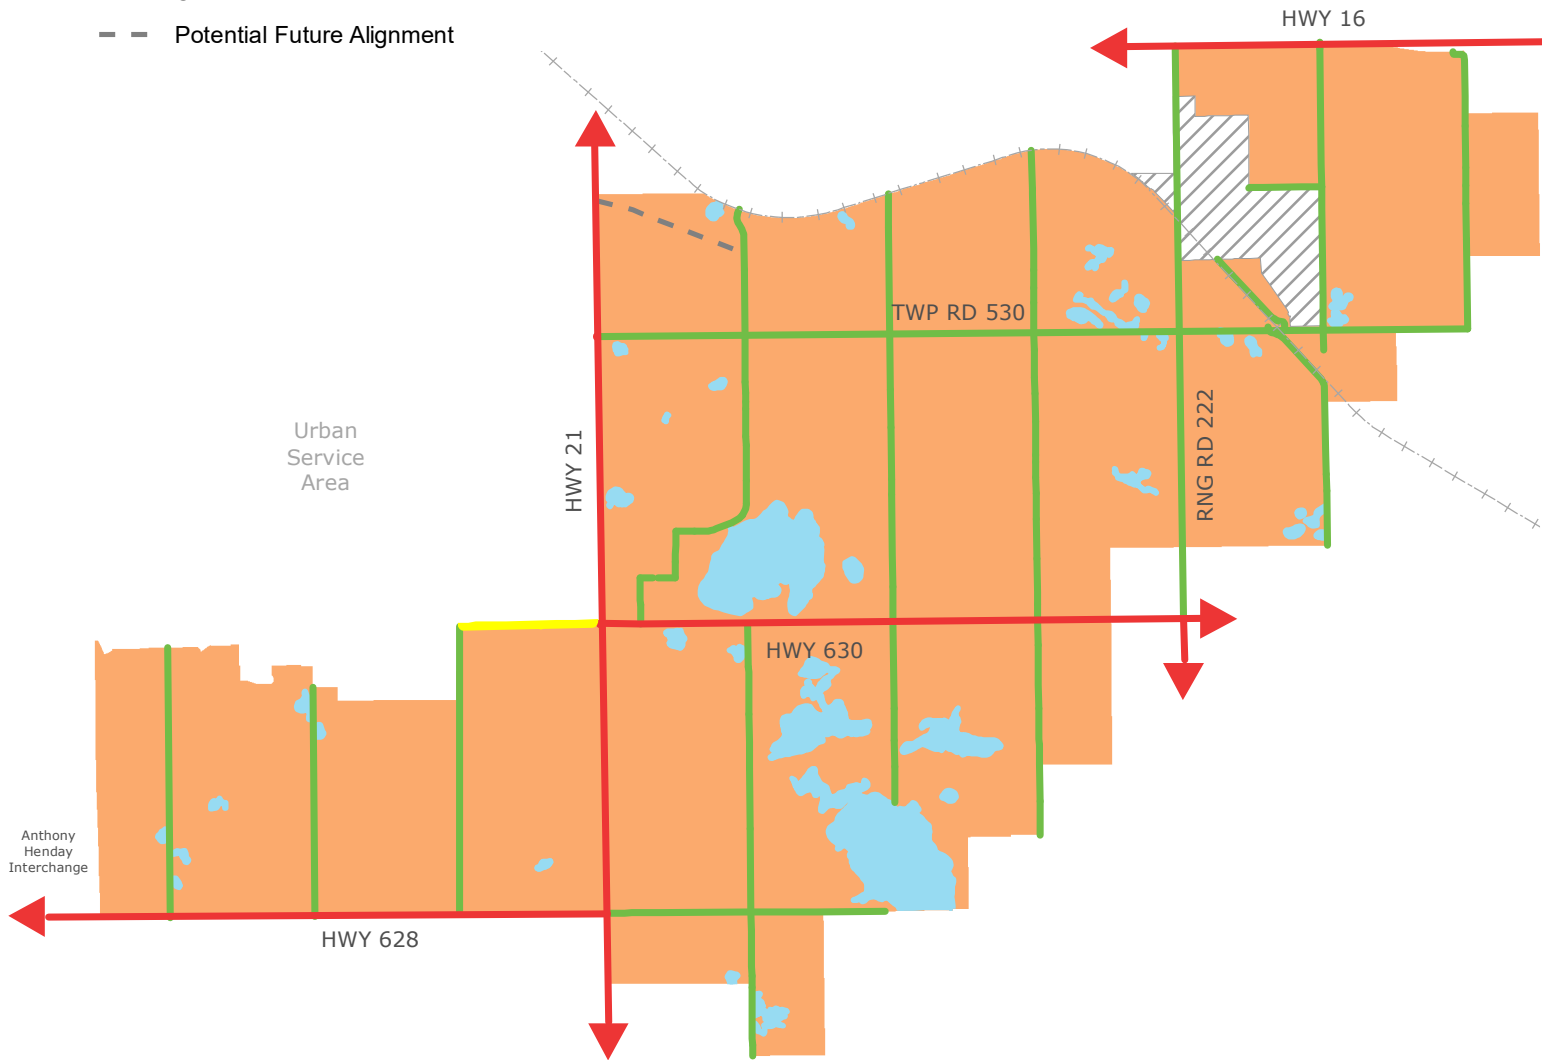 HWY 16
Potential Future Alignment
TWP RD 530
HWY 21
RNG RD 222
Urban
Service
Area
HWY 630
Anthony
Henday
Interchange
HWY 628